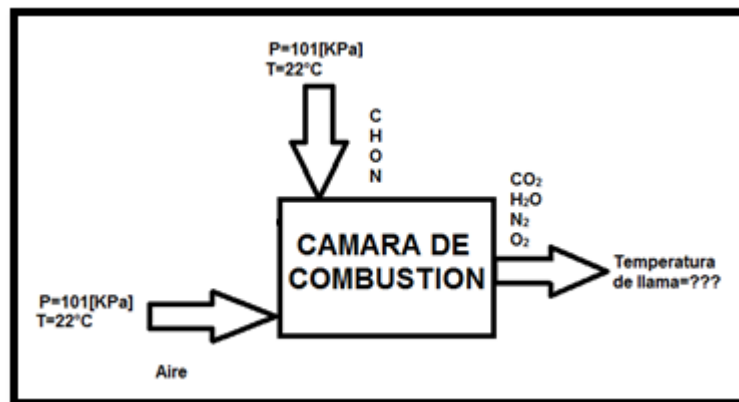 P=101[KPa]
T=22°C
C
H
O
N
CO₂
H₂O
N₂
O₂
CAMARA DE
COMBUSTION
Temperatura
de llama=???
P=101[KPa]
T=22°C
Aire